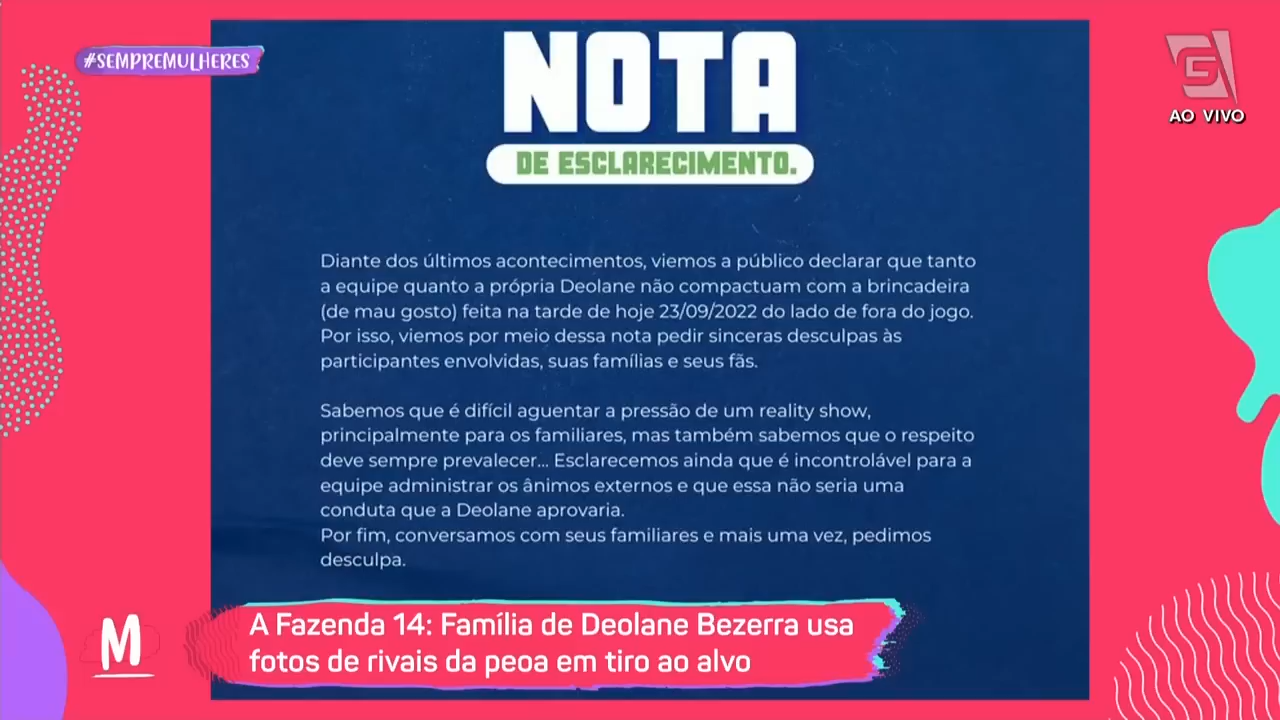 #SEMPREMULHERES
G
AO VIVO
NOTA
DE ESCLARECIMENTO.
Diante dos últimos acontecimentos, viemos a público declarar que tanto
a equipe quanto a própria Deolane não compactuam com a brincadeira
(de mau gosto) feita na tarde de hoje 23/09/2022 do lado de fora do jogo.
Por isso, viemos por meio dessa nota pedir sinceras desculpas às
participantes envolvidas, suas famílias e seus fãs.
Sabemos que é difícil aguentar a pressão de um reality show,
principalmente para os familiares, mas também sabemos que o respeito
deve sempre prevalecer... Esclarecemos ainda que é incontrolável para a
equipe administrar os ânimos externos e que essa não seria uma
conduta que a Deolane aprovaria.
Por fim, conversamos com seus familiares e mais uma vez, pedimos
desculpa.
M
A Fazenda 14: Família de Deolane Bezerra usa
fotos de rivais da peoa em tiro ao alvo